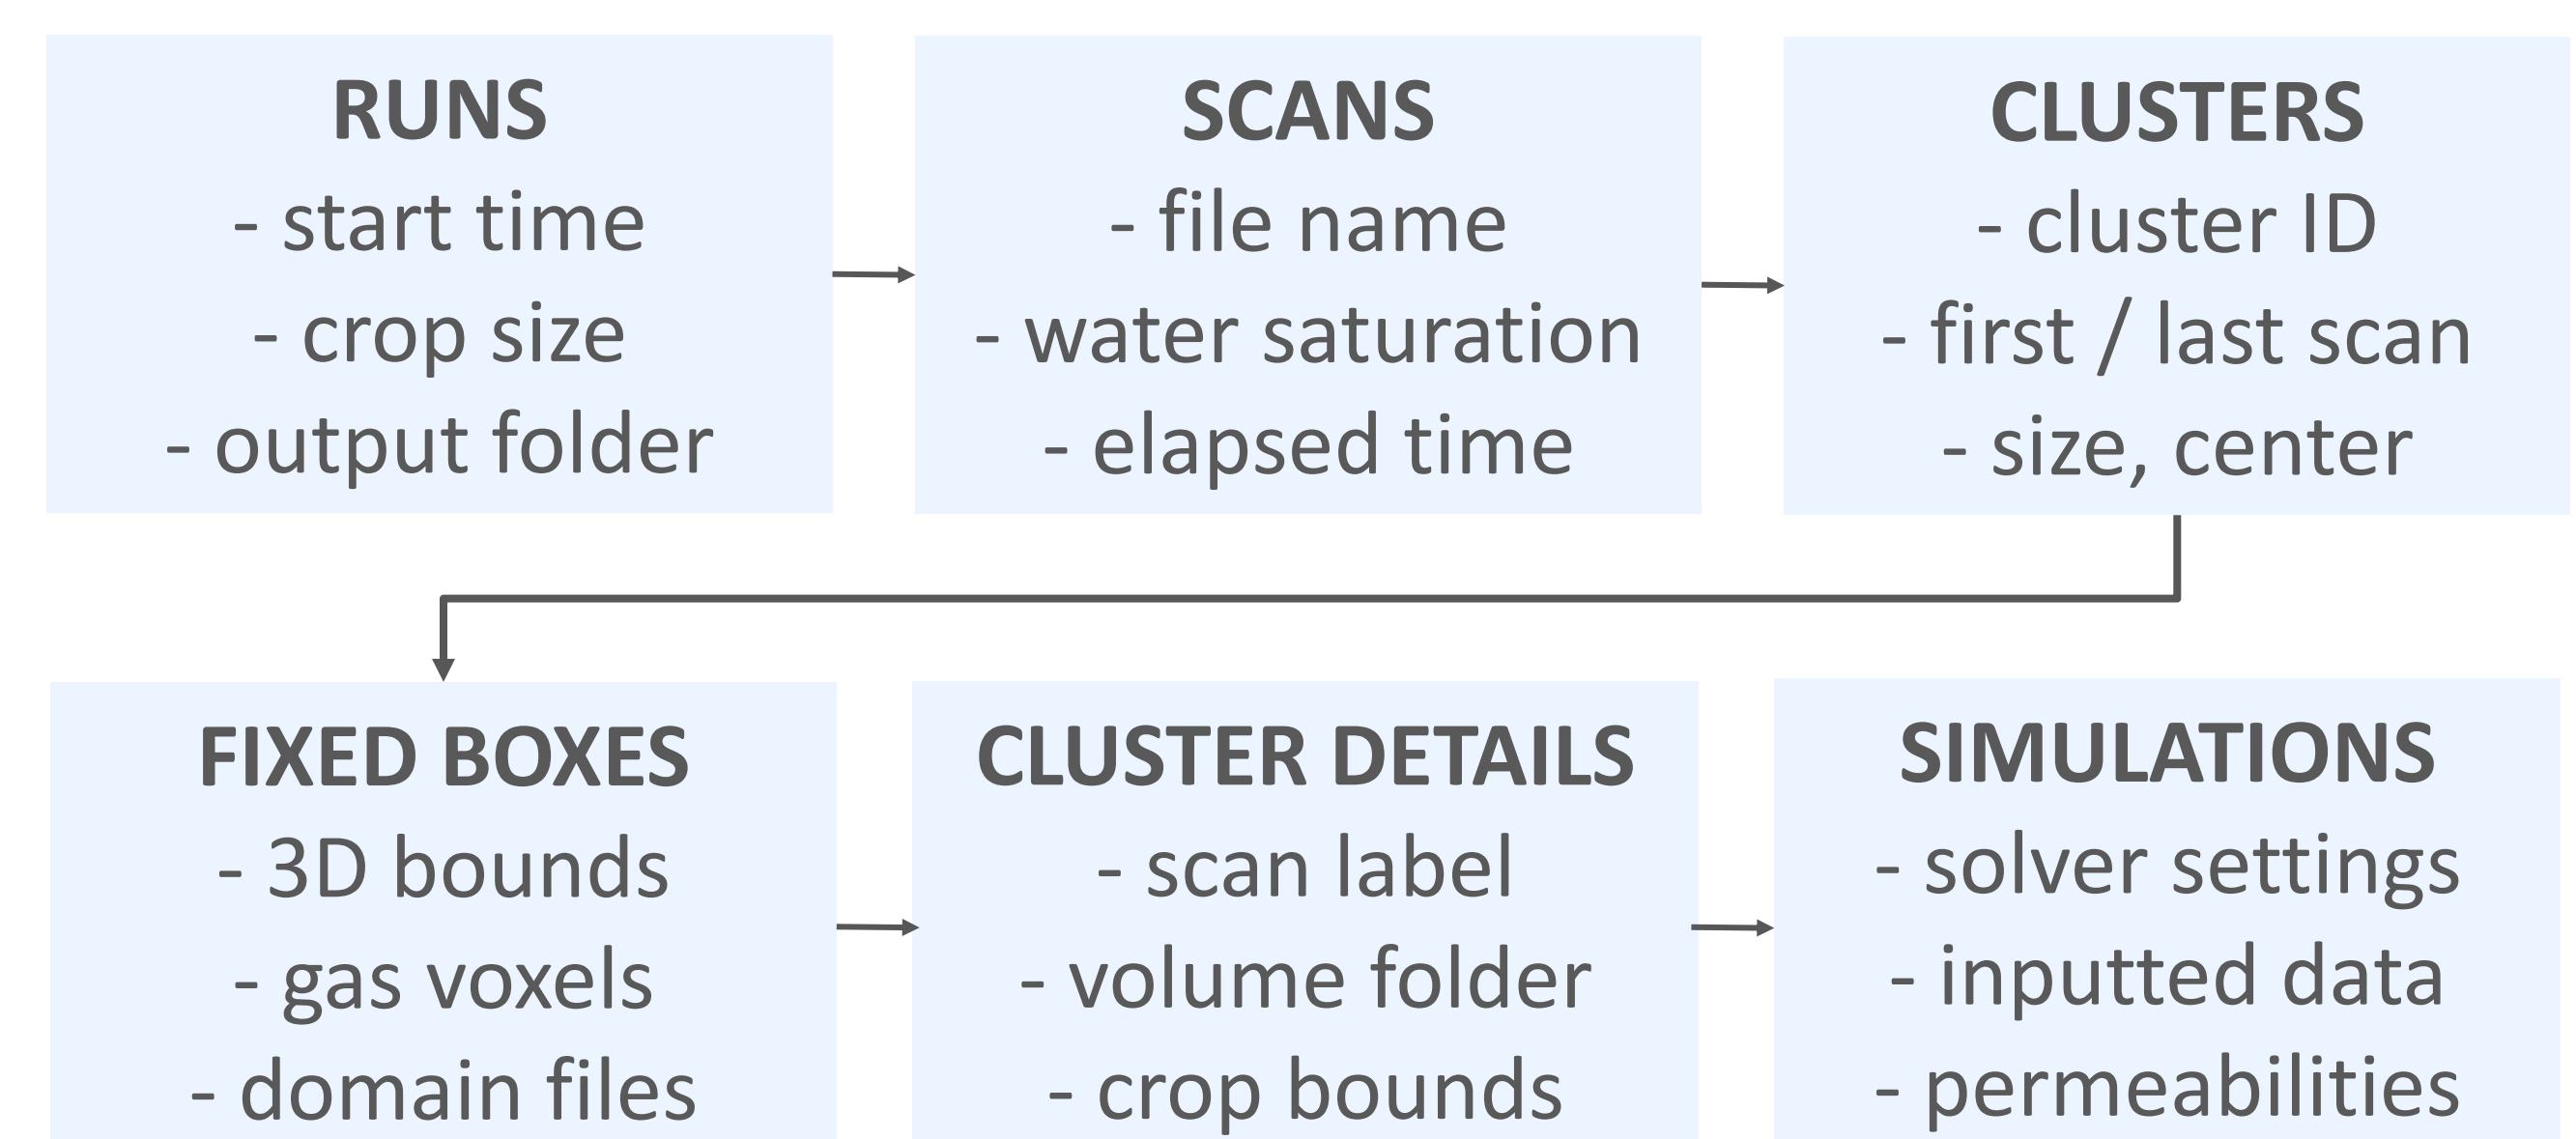 RUNS
- start time
- crop size
- output folder
SCANS
- file name
- water saturation
- elapsed time
CLUSTERS
- cluster ID
- first / last scan
- size, center
FIXED BOXES
- 3D bounds
- gas voxels
- domain files
CLUSTER DETAILS
- scan label
- volume folder
- crop bounds
SIMULATIONS
- solver settings
- inputted data
- permeabilities